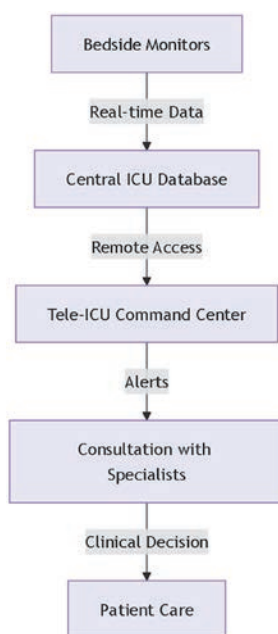 Bedside Monitors
Real-time Data
Central ICU Database
Remote Access
Tele-ICU Command Center
Alerts
Consultation with
Specialists
Clinical Decision
Patient Care